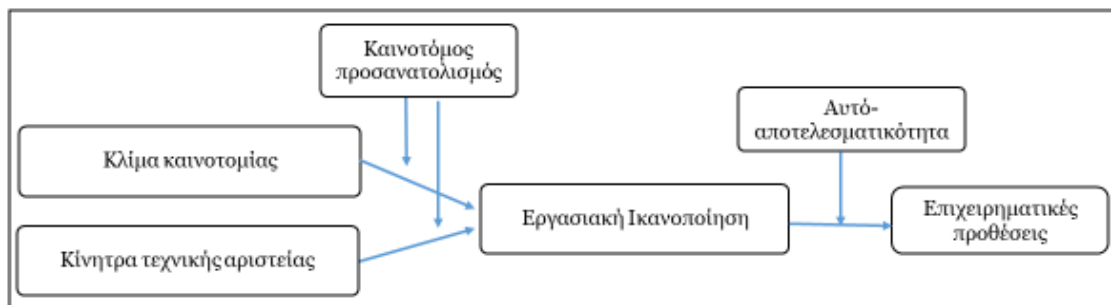 Καινοτόμος
προσανατολισμός
Αυτό-
αποτελεσματικότητα
Κλίμα καινοτομίας
Εργασιακή Ικανοποίηση
Επιχειρηματικές
προθέσεις
Κίνητρα τεχνικής αριστείας